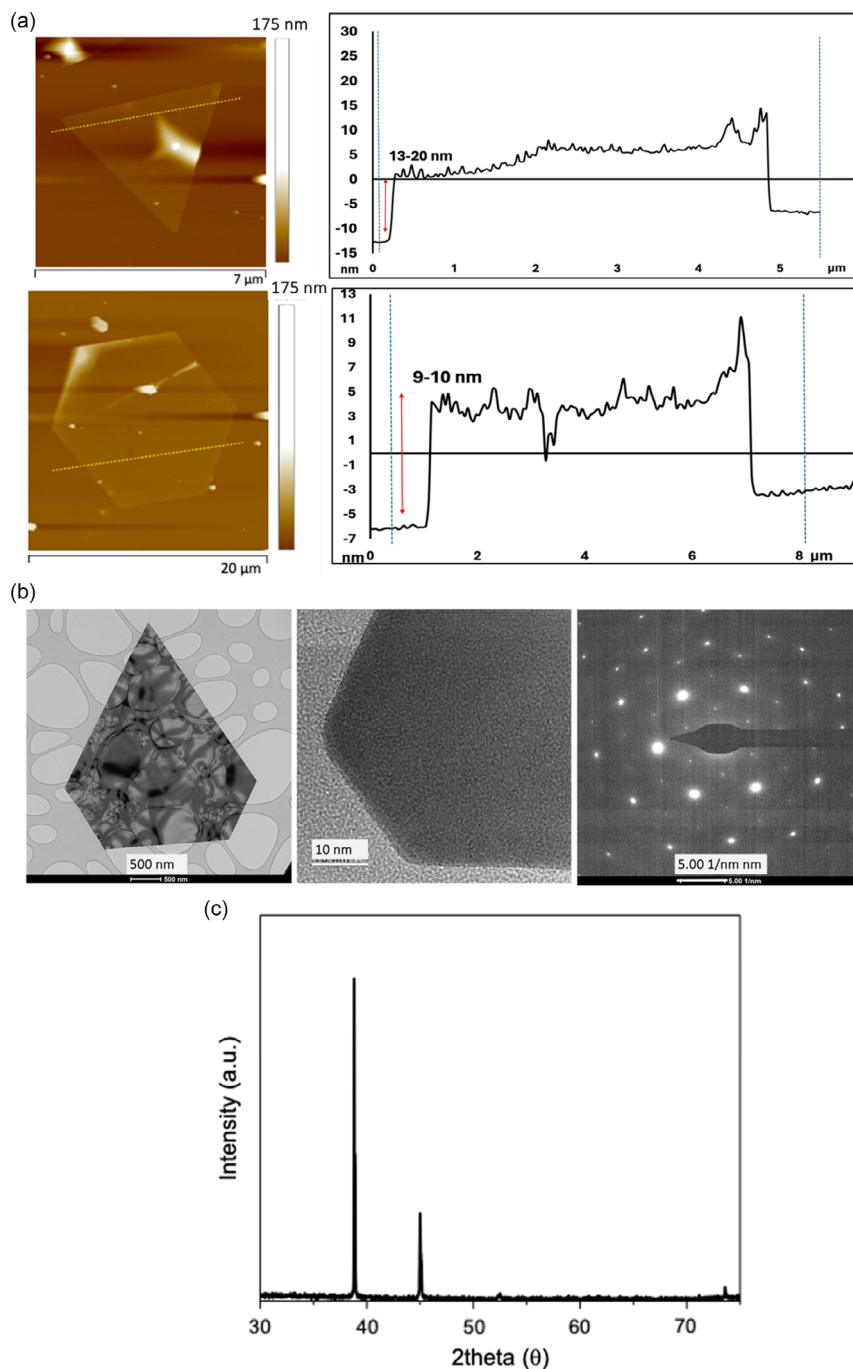 (a)
175 nm
7 µm
30
25
20
15
10
5
0
-5
-10
-15
13-20 nm
nm
0
1
2
3
4
5
µm
175 nm
20 µm
13
11
9
7
5
3
1
-1
-3
-5
-7
9-10 nm
nm
0
2
4
6
8
µm
(b)
500 nm
500 nm
10 nm
5.00 1/nm nm
5.00 1/nm
(c)
Intensity (a.u.)
30
40
50
60
70
2theta (θ)